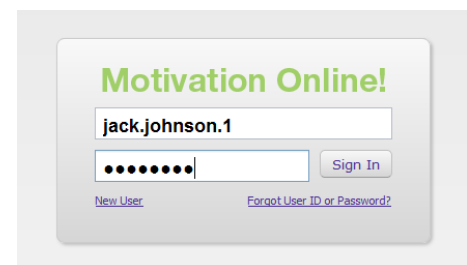 Motivation Online!
jack.johnson.1
●●●●●●●●
Sign In
New User
Forgot User ID or Password?